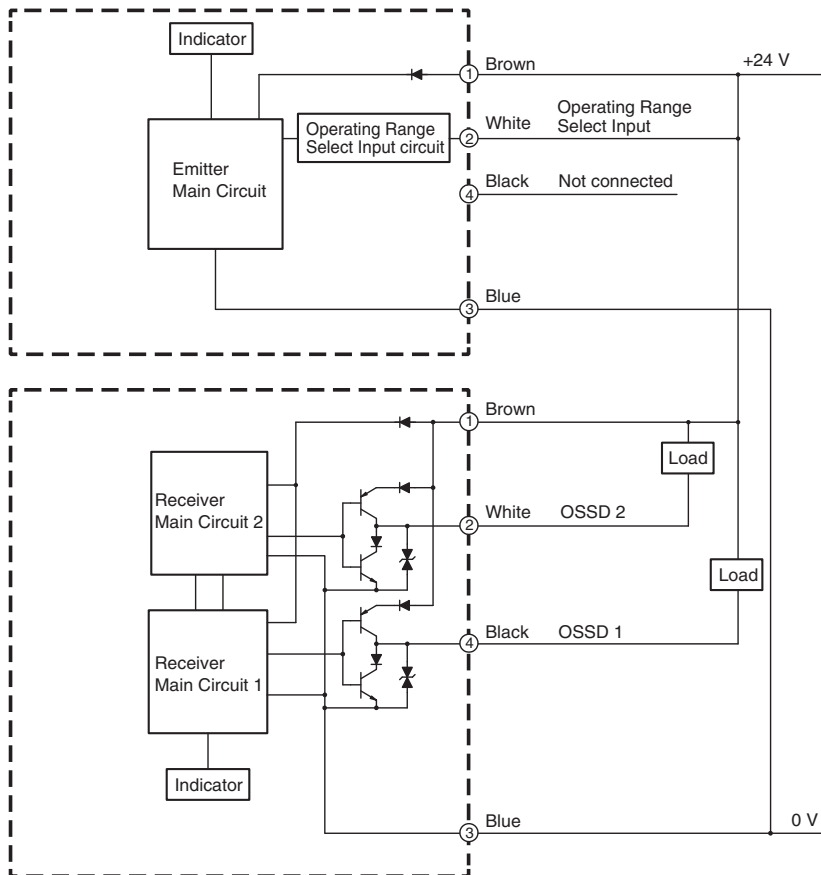 Indicator
① Brown
+24 V
Operating Range
Select Input circuit
② White
Operating Range
Select Input
Emitter
Main Circuit
④ Black Not connected
③ Blue
① Brown
Load
Receiver
Main Circuit 2
② White OSSD 2
Load
④ Black OSSD 1
Receiver
Main Circuit 1
Indicator
③ Blue
0 V